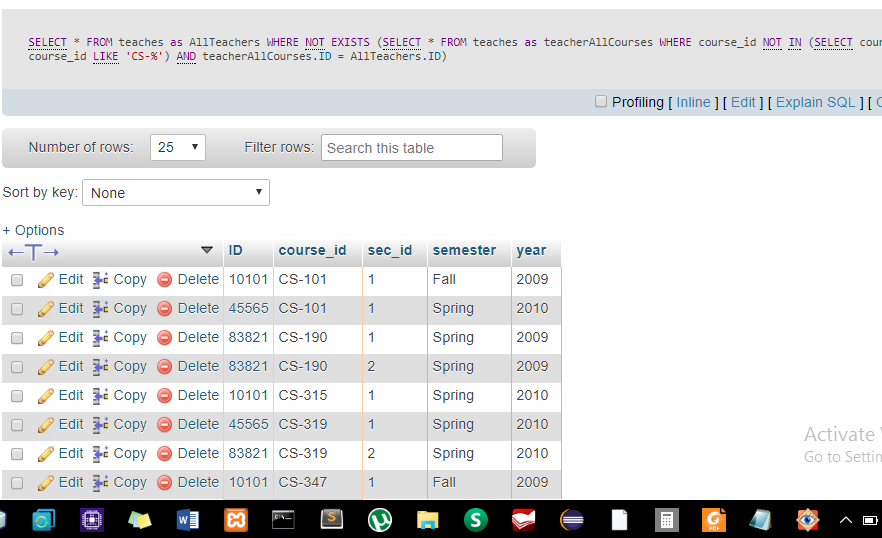 SELECT * FROM teaches as AllTeachers WHERE NOT EXISTS (SELECT * FROM teaches as teacherAllCourses WHERE course_id NOT IN (SELECT cour
course_id LIKE 'CS-%') AND teacherAllCourses.ID = AllTeachers.ID)
Profiling [ Inline ] [ Edit ] [ Explain SQL ] [
Number of rows: 25 Filter rows: Search this table
Sort by key: None
+ Options
ID course_id sec_id semester year
Edit Copy Delete 10101 CS-101 1 Fall 2009
Edit Copy Delete 45565 CS-101 1 Spring 2010
Edit Copy Delete 83821 CS-190 1 Spring 2009
Edit Copy Delete 83821 CS-190 2 Spring 2009
Edit Copy Delete 10101 CS-315 1 Spring 2010
Edit Copy Delete 45565 CS-319 1 Spring 2010
Edit Copy Delete 83821 CS-319 2 Spring 2010
Edit Copy Delete 10101 CS-347 1 Fall 2009
Activate
Go to Settin